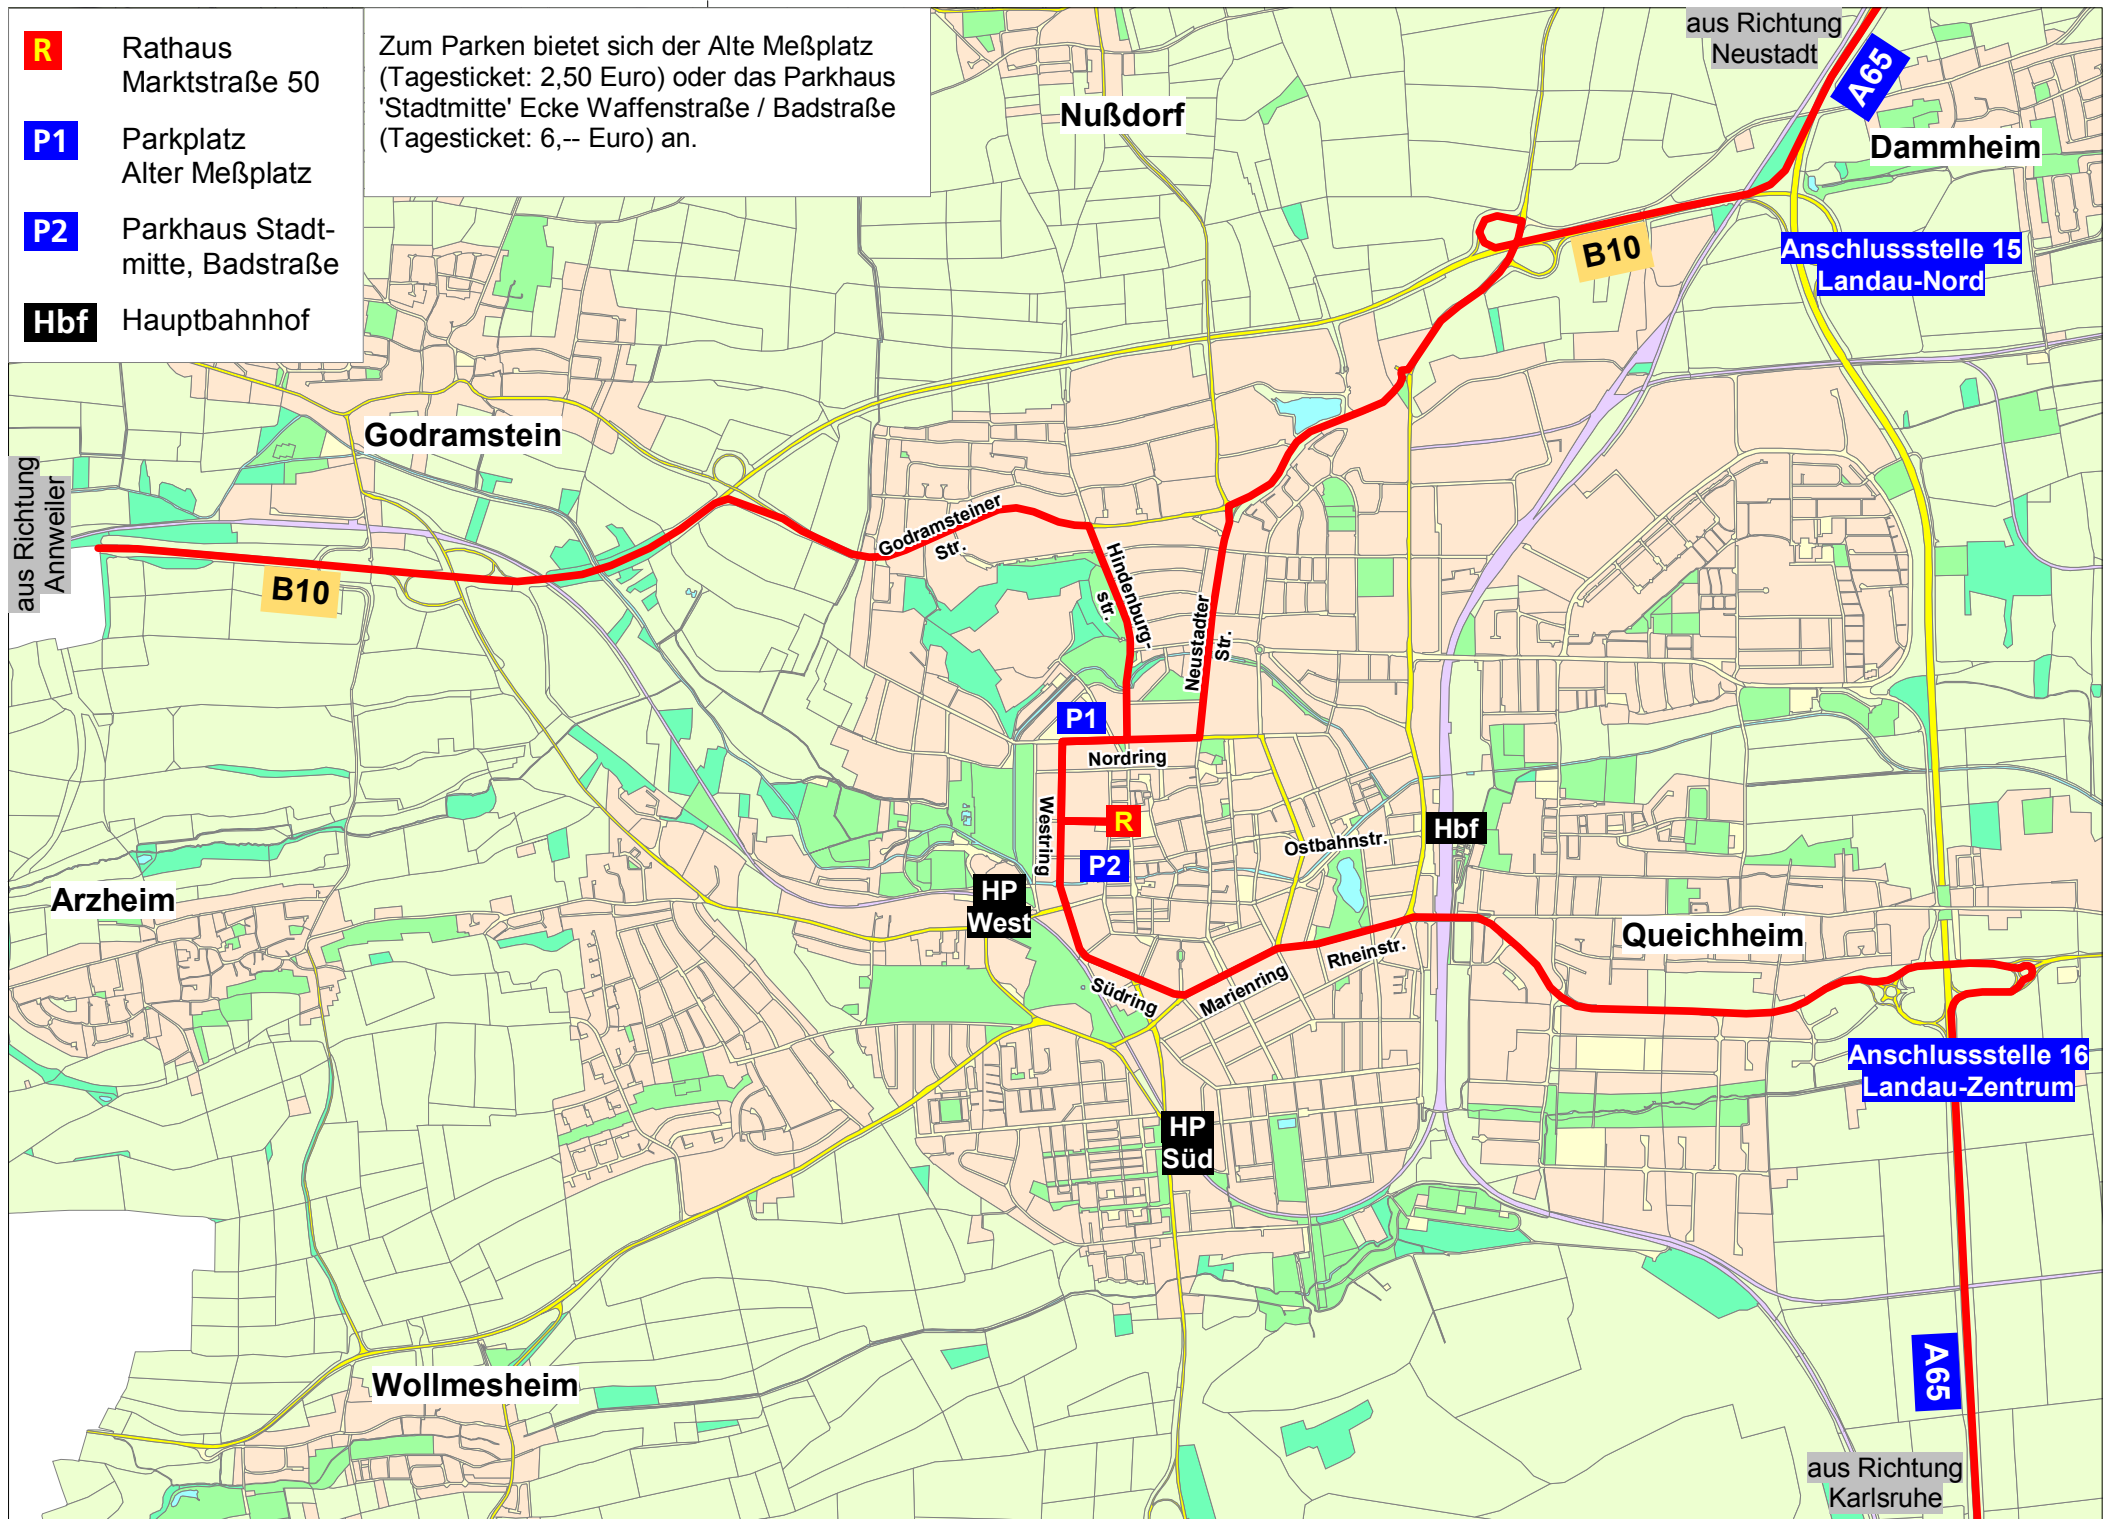 R
Rathaus
Marktstraße 50
P1
Parkplatz
Alter Meßplatz
P2
Parkhaus Stadt-
mitte, Badstraße
Hbf
Hauptbahnhof
Zum Parken bietet sich der Alte Meßplatz
(Tagesticket: 2,50 Euro) oder das Parkhaus
'Stadtmitte' Ecke Waffenstraße / Badstraße
(Tagesticket: 6,-- Euro) an.
aus Richtung
Neustadt
A65
Nußdorf
Dammheim
B10
Anschlussstelle 15
Landau-Nord
Godramstein
aus Richtung
Annweiler
B10
Godramsteiner
Str.
Hindenburg-
str.
Neustadter
Str.
P1
Nordring
Westring
R
P2
Ostbahnstr.
Hbf
Arzheim
HP
West
Queichheim
Rheinstr.
Marienring
Südring
Anschlussstelle 16
Landau-Zentrum
HP
Süd
Wollmesheim
A65
aus Richtung
Karlsruhe